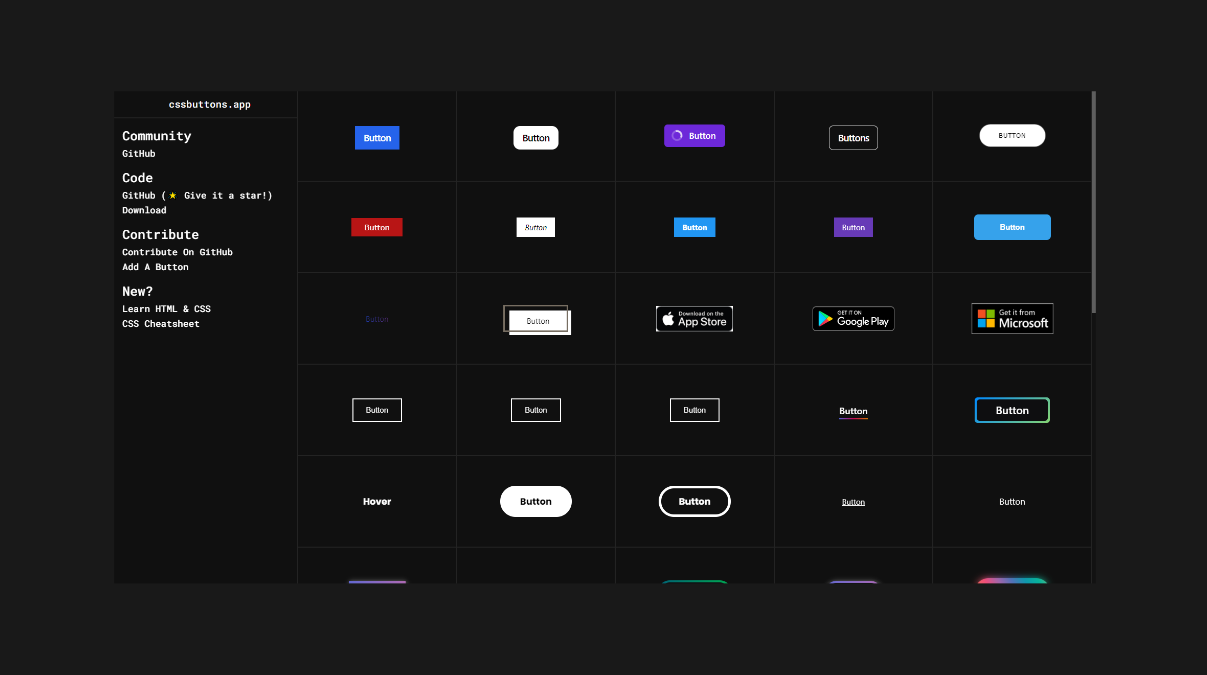 cssbuttons.app
Community
GitHub
Code
GitHub (★ Give it a star!)
Download
Contribute
Contribute On GitHub
Add A Button
New?
Learn HTML & CSS
CSS Cheatsheet
Button
Button
Button
Buttons
BUTTON
Button
Button
Button
Button
Button
Button
Button
Download on the
App Store
GET IT ON
Google Play
Get it from
Microsoft
Button
Button
Button
Button
Button
Hover
Button
Button
Button
Button